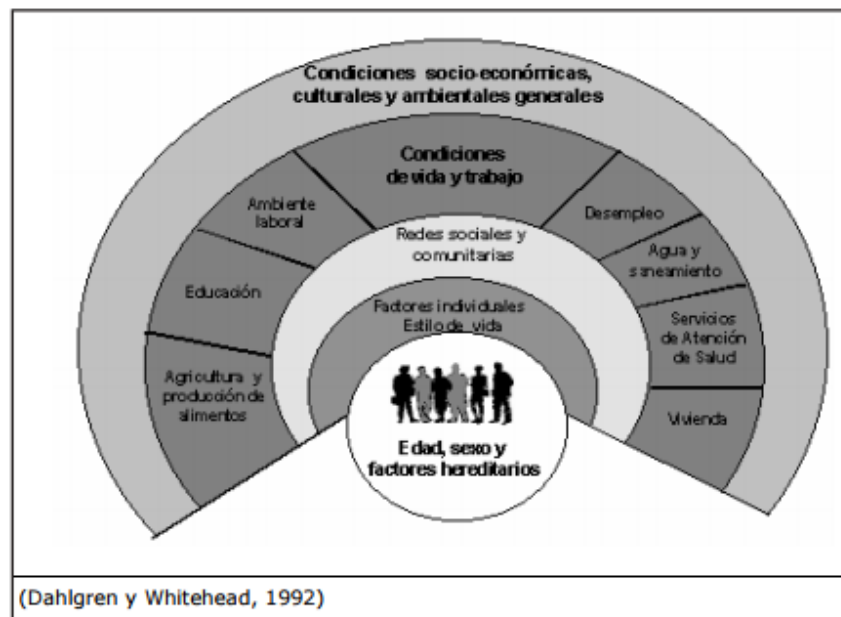 Condiciones socio-económicas,
culturales y ambientales generales
Condiciones
de vida y trabajo
Ambiente
laboral
Desempleo
Redes sociales y
comunitarias
Agua y
saneamiento
Educación
Factores individuales
Estilo de vida
Servicios
de Atención
de Salud
Agricultura y
producción de
alimentos
Vivienda
Edad, sexo y
factores hereditarios
(Dahlgren y Whitehead, 1992)